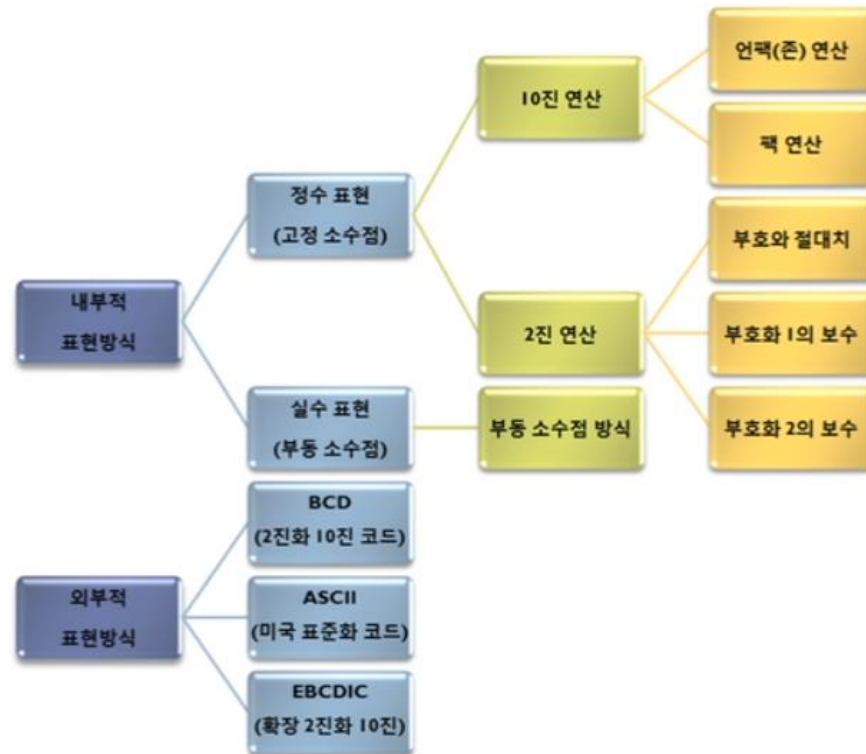 언팩(존) 연산
10진 연산
팩 연산
정수 표현
(고정 소수점)
부호와 절대치
내부적
표현방식
2진 연산
부호화 1의 보수
실수 표현
(부동 소수점)
부동 소수점 방식
부호화 2의 보수
BCD
(2진화 10진 코드)
외부적
표현방식
ASCII
(미국 표준화 코드)
EBCDIC
(확장 2진화 10진)